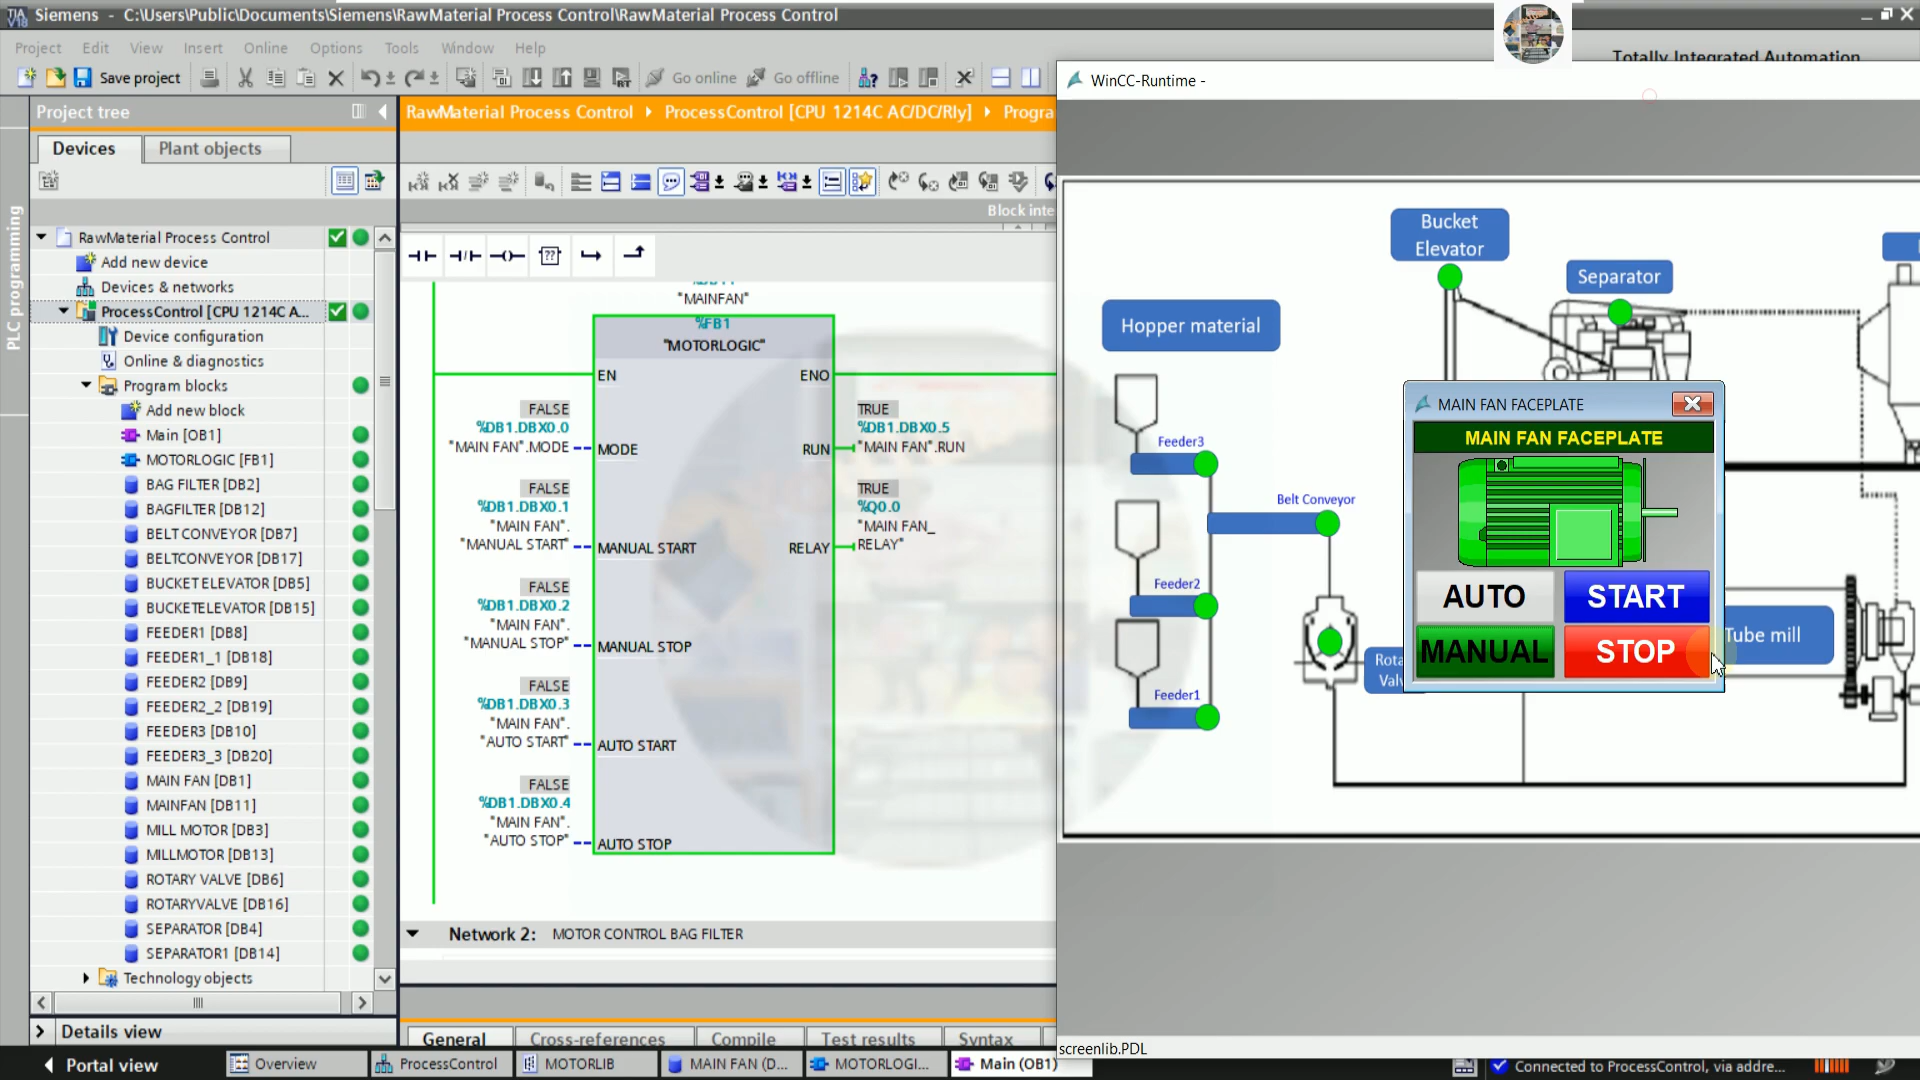 Siemens - C:\Users\Public\Documents\Siemens\RawMaterial Process Control\RawMaterial Process Control
Project Edit View Insert Online Options Tools Window Help
Totally Integrated Automation
Save project
Go online
Go offline
WinCC-Runtime -
Project tree
RawMaterial Process Control
ProcessControl [CPU 1214C AC/DC/Rly]
Progra
Devices
Plant objects
PLC programming
Block inte
RawMaterial Process Control
Add new device
Devices & networks
ProcessControl [CPU 1214C A...
Device configuration
Online & diagnostics
Program blocks
Add new block
Main [OB1]
MOTORLOGIC [FB1]
BAG FILTER [DB2]
BAGFILTER [DB12]
BELT CONVEYOR [DB7]
BELTCONVEYOR [DB17]
BUCKET ELEVATOR [DB5]
BUCKETELEVATOR [DB15]
FEEDER1 [DB8]
FEEDER1_1 [DB18]
FEEDER2 [DB9]
FEEDER2_2 [DB19]
FEEDER3 [DB10]
FEEDER3_3 [DB20]
MAIN FAN [DB1]
MAINFAN [DB11]
MILL MOTOR [DB3]
MILLMOTOR [DB13]
ROTARY VALVE [DB6]
ROTARYVALVE [DB16]
SEPARATOR [DB4]
SEPARATOR1 [DB14]
Technology objects
Details view
"MAINFAN"
%FB1
"MOTORLOGIC"
EN
ENO
FALSE
%DB1.DBX0.0
"MAIN FAN".MODE
MODE
TRUE
%DB1.DBX0.5
RUN
"MAIN FAN".RUN
FALSE
%DB1.DBX0.1
"MAIN FAN".
"MANUAL START"
MANUAL START
TRUE
%Q0.0
"MAIN FAN_
RELAY"
RELAY
FALSE
%DB1.DBX0.2
"MAIN FAN".
"MANUAL STOP"
MANUAL STOP
FALSE
%DB1.DBX0.3
"MAIN FAN".
"AUTO START"
AUTO START
FALSE
%DB1.DBX0.4
"MAIN FAN".
"AUTO STOP"
AUTO STOP
Network 2: MOTOR CONTROL BAG FILTER
General
Cross-references
Compile
Test results
Syntax
Bucket
Elevator
Separator
Hopper material
Feeder3
Belt Conveyor
Feeder2
Feeder1
Rota
Val
Tube mill
MAIN FAN FACEPLATE
MAIN FAN FACEPLATE
AUTO
START
MANUAL
STOP
screenlib.PDL
Portal view
Overview
ProcessControl
MOTORLIB
MAIN FAN (D...
MOTORLOGI...
Main (OB1)
Connected to ProcessControl, via addre...